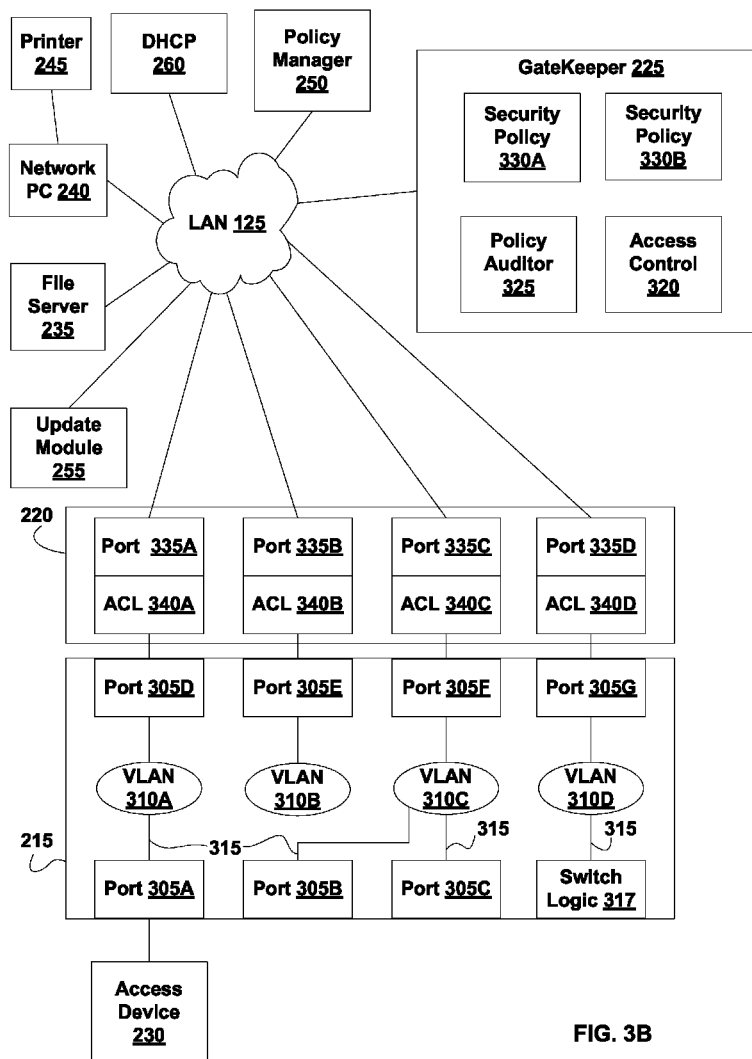 Printer
245
DHCP
260
Policy
Manager
250
GateKeeper 225
Security
Policy
330A
Security
Policy
330B
Policy
Auditor
325
Access
Control
320
Network
PC 240
LAN 125
File
Server
235
Update
Module
255
220
Port 335A
Port 335B
Port 335C
Port 335D
ACL 340A
ACL 340B
ACL 340C
ACL 340D
Port 305D
Port 305E
Port 305F
Port 305G
VLAN
310A
VLAN
310B
VLAN
310C
VLAN
310D
215
315
315
315
Port 305A
Port 305B
Port 305C
Switch
Logic 317
Access
Device
230
FIG. 3B